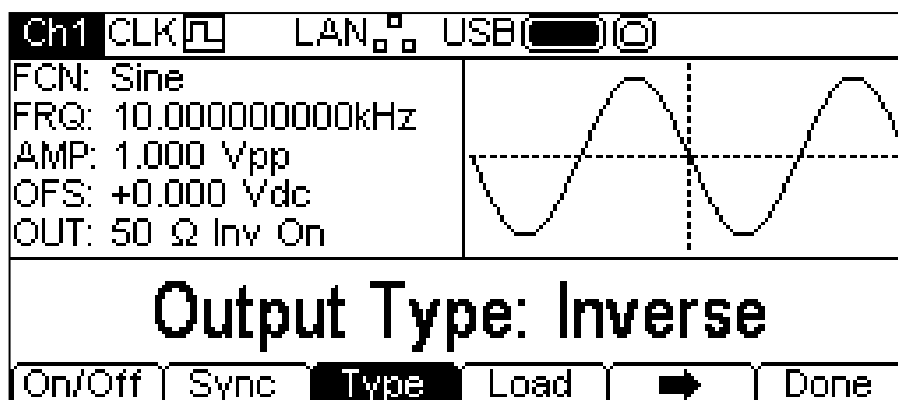 Ch1 CLK LAN USB
FCN: Sine
FRQ: 10.000000000kHz
AMP: 1.000 Vpp
OFS: +0.000 Vdc
OUT: 50 Ω Inv On
Output Type: Inverse
On/Off Sync Type Load Done